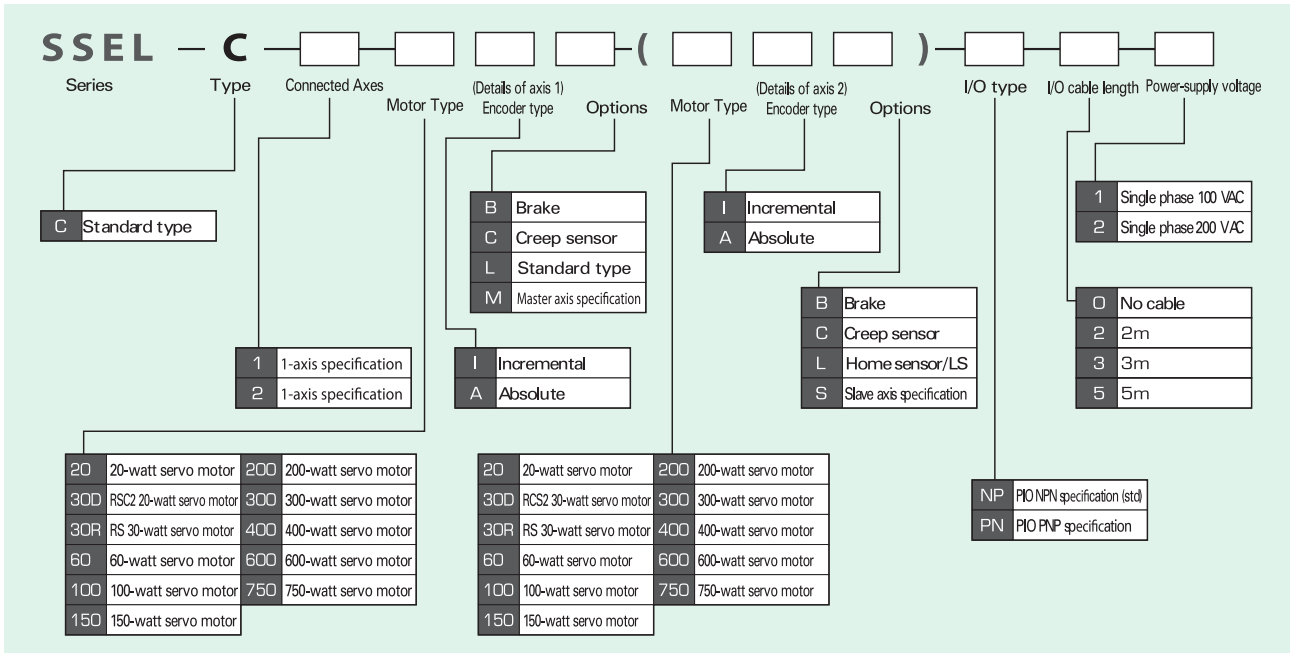 SSEL – C – – – ( ) – – –
Series
Type
Connected Axes
Motor Type
(Details of axis 1)
Encoder type
Options
Motor Type
(Details of axis 2)
Encoder type
Options
I/O type
I/O cable length
Power-supply voltage
C Standard type
B Brake
C Creep sensor
L Standard type
M Master axis specification
I Incremental
A Absolute
1 Single phase 100 VAC
2 Single phase 200 VAC
B Brake
C Creep sensor
L Home sensor/LS
S Slave axis specification
0 No cable
2 2m
3 3m
5 5m
1 1-axis specification
2 1-axis specification
I Incremental
A Absolute
20 20-watt servo motor 200 200-watt servo motor
30D RSC2 20-watt servo motor 300 300-watt servo motor
30R RS 30-watt servo motor 400 400-watt servo motor
60 60-watt servo motor 600 600-watt servo motor
100 100-watt servo motor 750 750-watt servo motor
150 150-watt servo motor
20 20-watt servo motor 200 200-watt servo motor
30D RCS2 30-watt servo motor 300 300-watt servo motor
30R RS 30-watt servo motor 400 400-watt servo motor
60 60-watt servo motor 600 600-watt servo motor
100 100-watt servo motor 750 750-watt servo motor
150 150-watt servo motor
NP PIO NPN specification (std)
PN PIO PNP specification